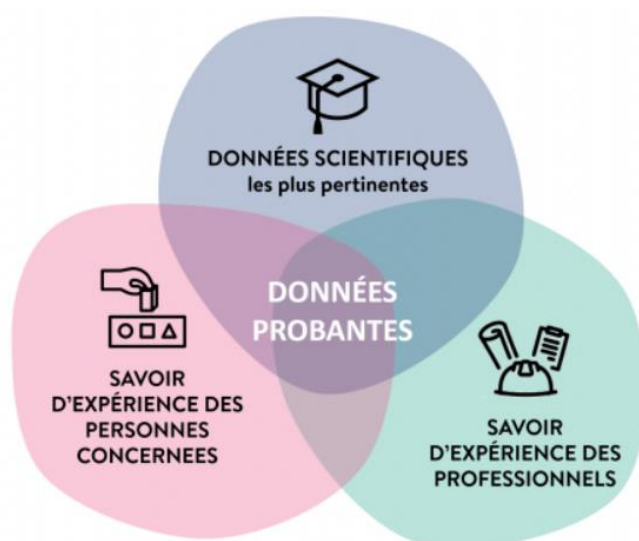 DONNÉES SCIENTIFIQUES
les plus pertinentes
DONNÉES
PROBANTES
SAVOIR
D'EXPÉRIENCE DES
PERSONNES
CONCERNEES
SAVOIR
D'EXPÉRIENCE DES
PROFESSIONNELS